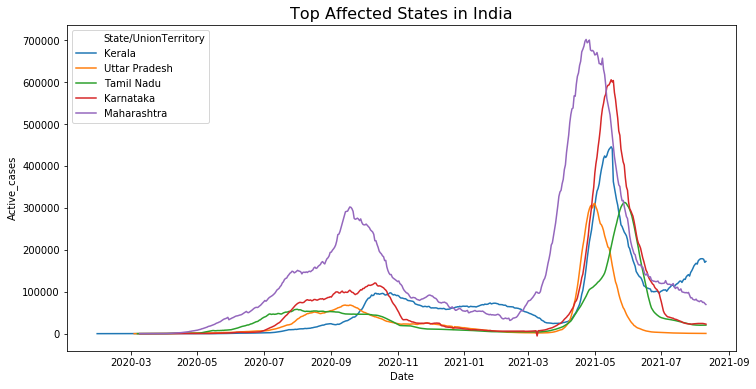 Top Affected States in India
State/UnionTerritory
Kerala
Uttar Pradesh
Tamil Nadu
Karnataka
Maharashtra
700000
600000
500000
400000
300000
200000
100000
0
Active_cases
2020-03 2020-05 2020-07 2020-09 2020-11 2021-01 2021-03 2021-05 2021-07 2021-09
Date